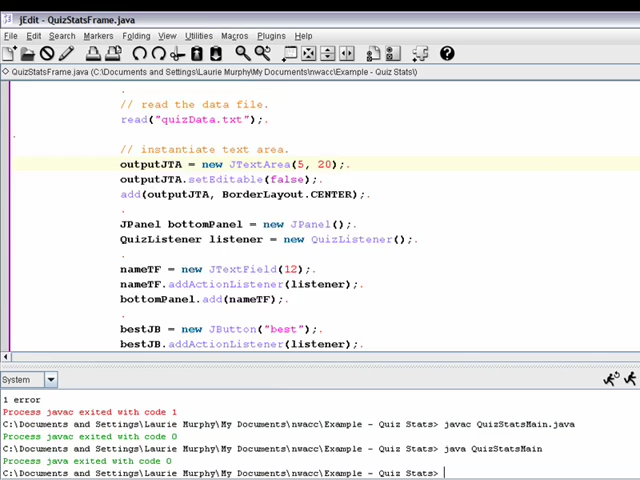 jEdit - QuizStatsFrame.java
File Edit Search Markers Folding View Utilities Macros Plugins Help
QuizStatsFrame.java (C:\Documents and Settings\Laurie Murphy\My Documents\nwacc\Example - Quiz Stats\)
// read the data file.
read("quizData.txt");
// instantiate text area.
outputJTA = new JTextArea(5, 20);
outputJTA.setEditable(false);
add(outputJTA, BorderLayout.CENTER);
JPanel bottomPanel = new JPanel();
QuizListener listener = new QuizListener();
nameTF = new JTextField(12);
nameTF.addActionListener(listener);
bottomPanel.add(nameTF);
bestJB = new JButton("best");
bestJB.addActionListener(listener);
System
1 error
Process javac exited with code 1
C:\Documents and Settings\Laurie Murphy\My Documents\nwacc\Example - Quiz Stats> javac QuizStatsMain.java
Process javac exited with code 0
C:\Documents and Settings\Laurie Murphy\My Documents\nwacc\Example - Quiz Stats> java QuizStatsMain
Process java exited with code 0
C:\Documents and Settings\Laurie Murphy\My Documents\nwacc\Example - Quiz Stats>